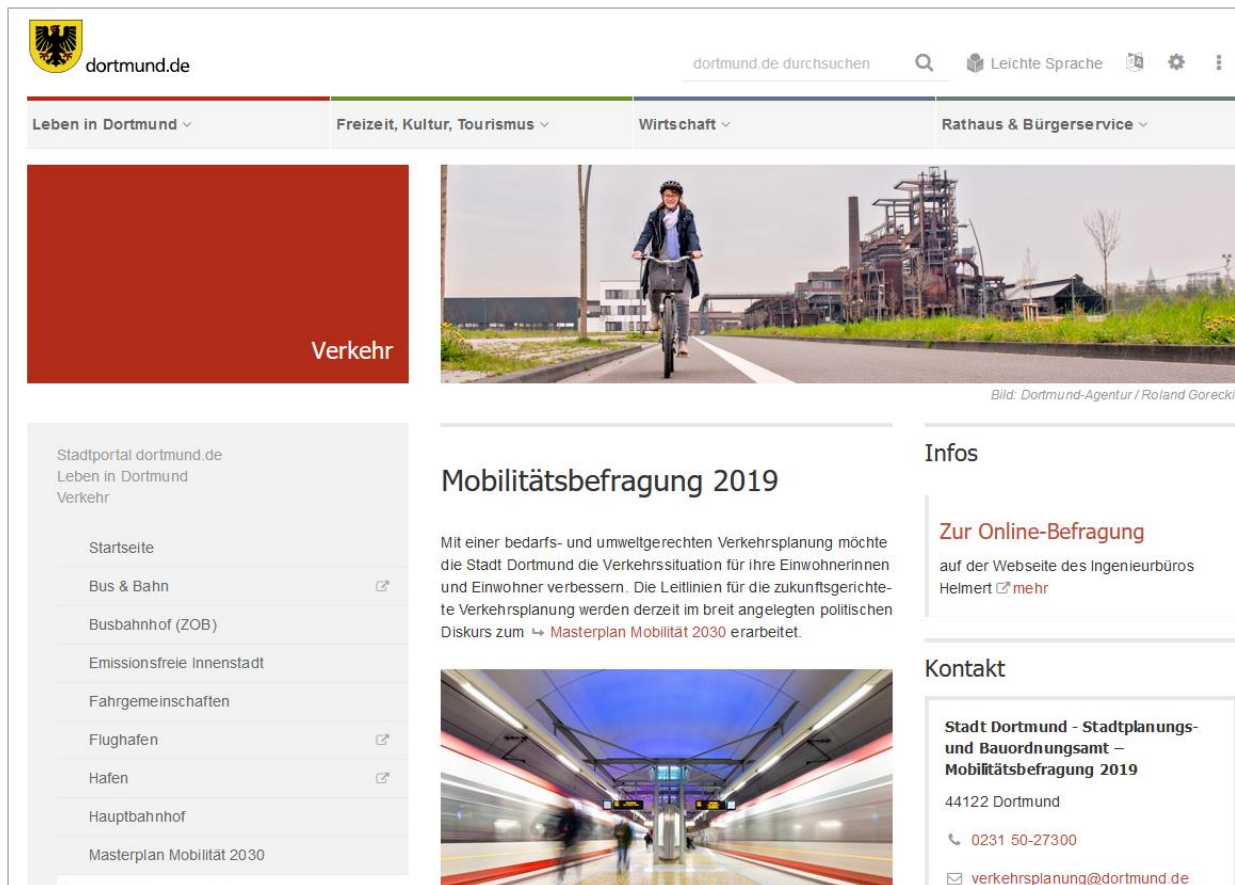 dortmund.de
dortmund.de durchsuchen
Leichte Sprache
Leben in Dortmund
Freizeit, Kultur, Tourismus
Wirtschaft
Rathaus & Bürgerservice
Verkehr
Bild: Dortmund-Agentur / Roland Gorecki
Stadtportal dortmund.de
Leben in Dortmund
Verkehr
Startseite
Bus & Bahn
Busbahnhof (ZOB)
Emissionsfreie Innenstadt
Fahrgemeinschaften
Flughafen
Hafen
Hauptbahnhof
Masterplan Mobilität 2030
Mobilitätsbefragung 2019
Mit einer bedarfs- und umweltgerechten Verkehrsplanung möchte
die Stadt Dortmund die Verkehrssituation für ihre Einwohnerinnen
und Einwohner verbessern. Die Leitlinien für die zukunftsgerichte-
te Verkehrsplanung werden derzeit im breit angelegten politischen
Diskurs zum ↪ Masterplan Mobilität 2030 erarbeitet.
Infos
Zur Online-Befragung
auf der Webseite des Ingenieurbüros
Helmert mehr
Kontakt
Stadt Dortmund - Stadtplanungs-
und Bauordnungsamt –
Mobilitätsbefragung 2019
44122 Dortmund
0231 50-27300
verkehrsplanung@dortmund.de